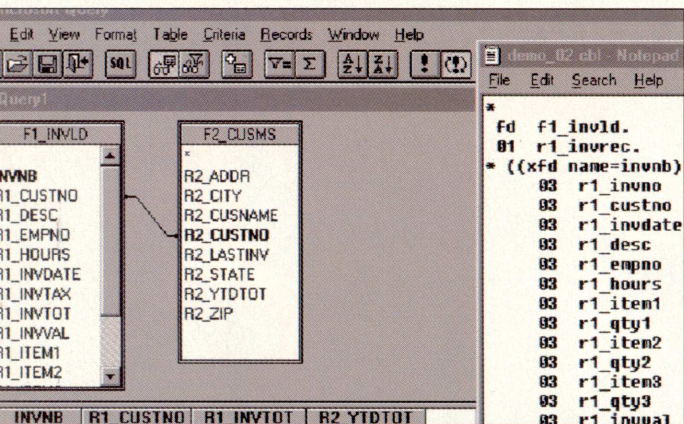 Edit View Format Table Criteria Records Window Help
SQL
Query1
F1_INVLD
INVNB
R1_CUSTNO
R1_DESC
R1_EMPNO
R1_HOURS
R1_INVDATE
R1_INVTAX
R1_INVTOT
R1_INVVAL
R1_ITEM1
R1_ITEM2
F2_CUSMS
*
R2_ADDR
R2_CITY
R2_CUSNAME
R2_CUSTNO
R2_LASTINV
R2_STATE
R2_YTDTOT
R2_ZIP
INVNB R1_CUSTNO R1_INVTOT R2_YTDTOT
demo_02 cbl - Notepad
File Edit Search Help
*
Fd f1_invld.
01 r1_invrec.
* ((xfd name=invnb)
03 r1_invno
03 r1_custno
03 r1_invdate
03 r1_desc
03 r1_empno
03 r1_hours
03 r1_item1
03 r1_qty1
03 r1_item2
03 r1_qty2
03 r1_item3
03 r1_qty3
03 r1_invval